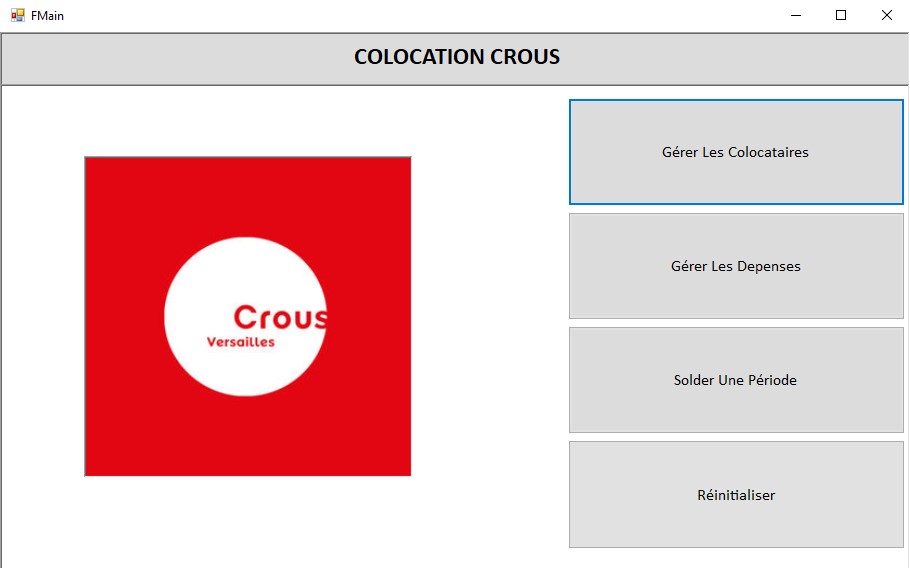 FMain
COLOCATION CROUS
Crous
Versailles
Gérer Les Colocataires
Gérer Les Depenses
Solder Une Période
Réinitialiser